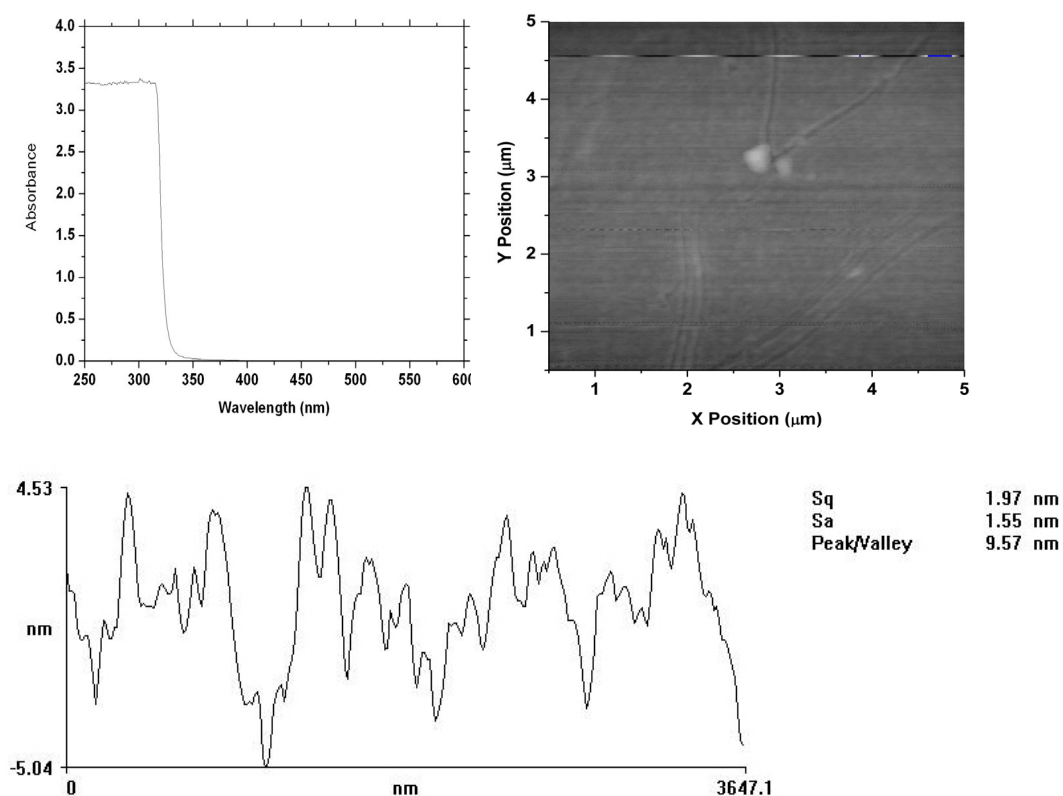 4.0
3.5
3.0
2.5
2.0
1.5
1.0
0.5
0.0
Absorbance
250 300 350 400 450 500 550 600
Wavelength (nm)
5
4
3
2
1
Y Position (μm)
1 2 3 4 5
X Position (μm)
4.53
nm
-5.04
0 nm 3647.1
Sq 1.97 nm
Sa 1.55 nm
Peak/Valley 9.57 nm